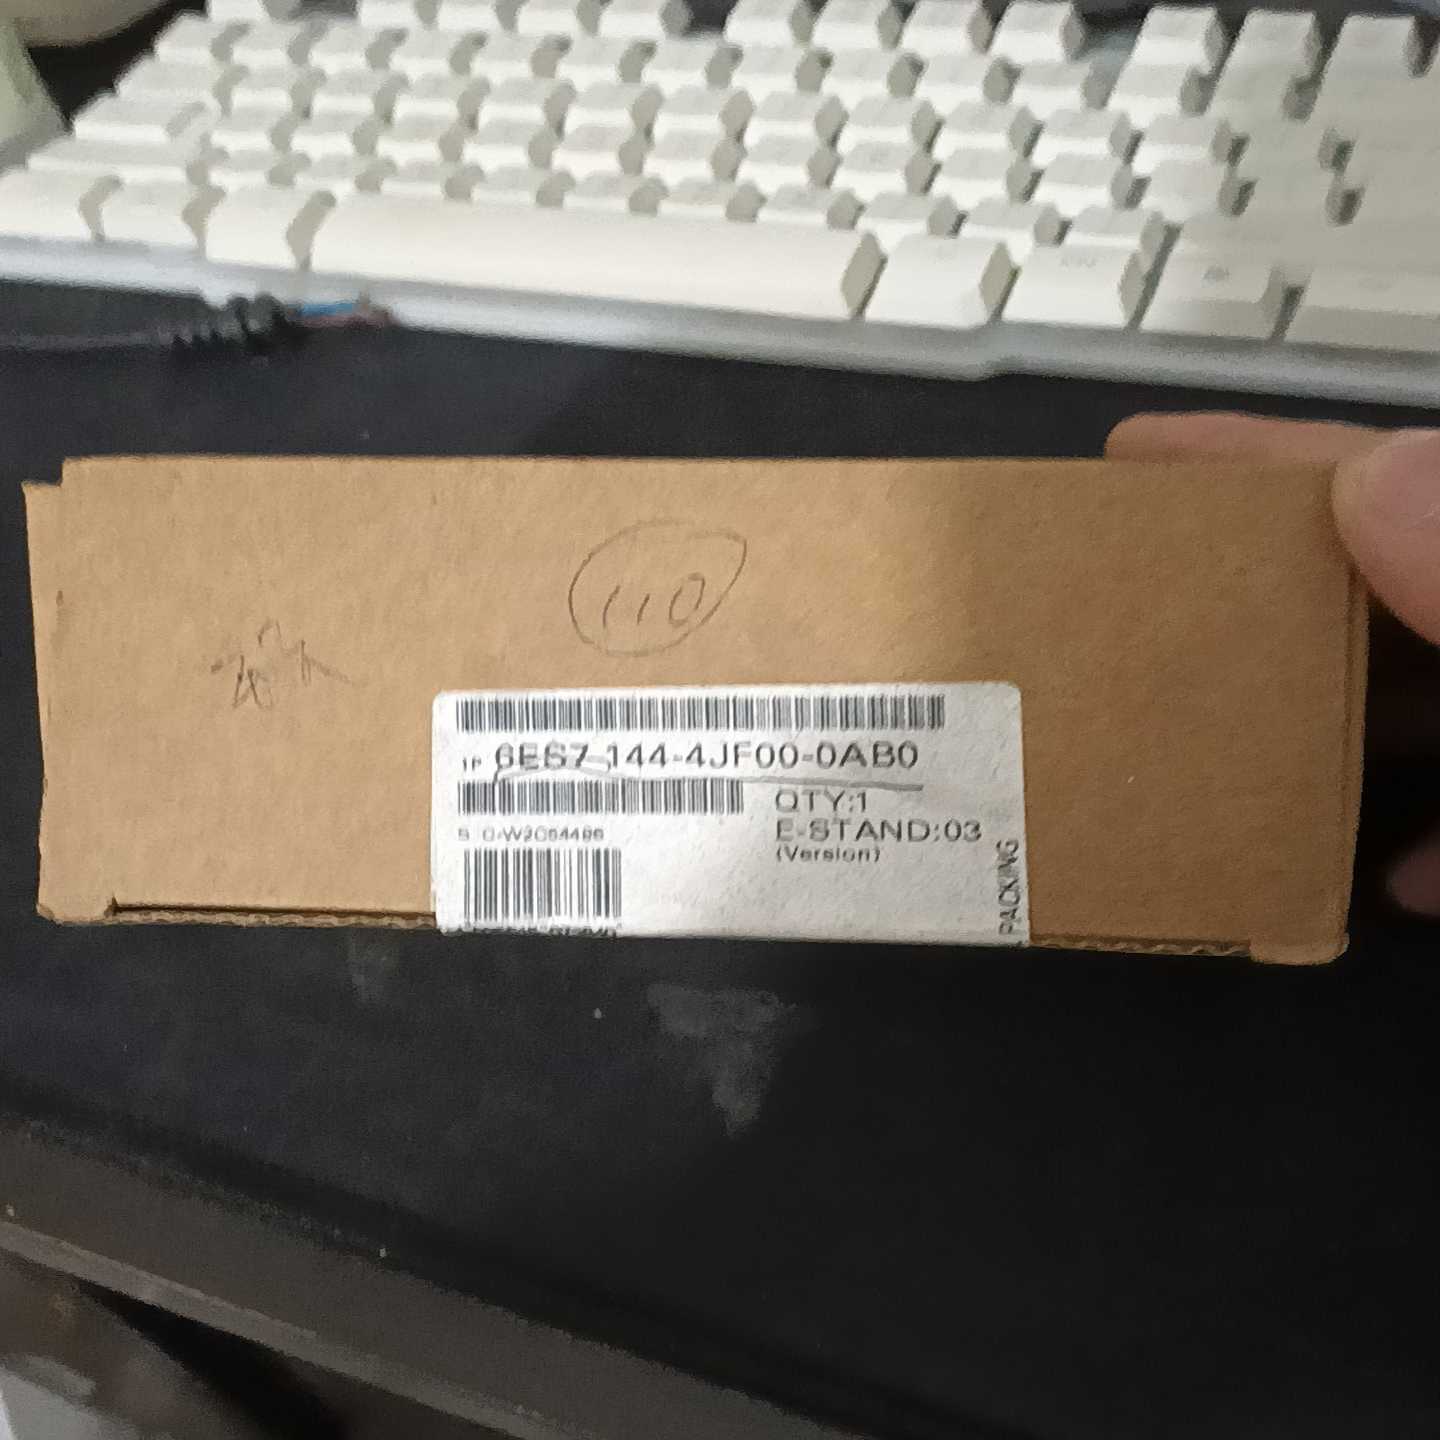 110
1P 6ES7 144-4JF00-0AB0
QTY:1
E-STAND:03
(Version)
PACKING